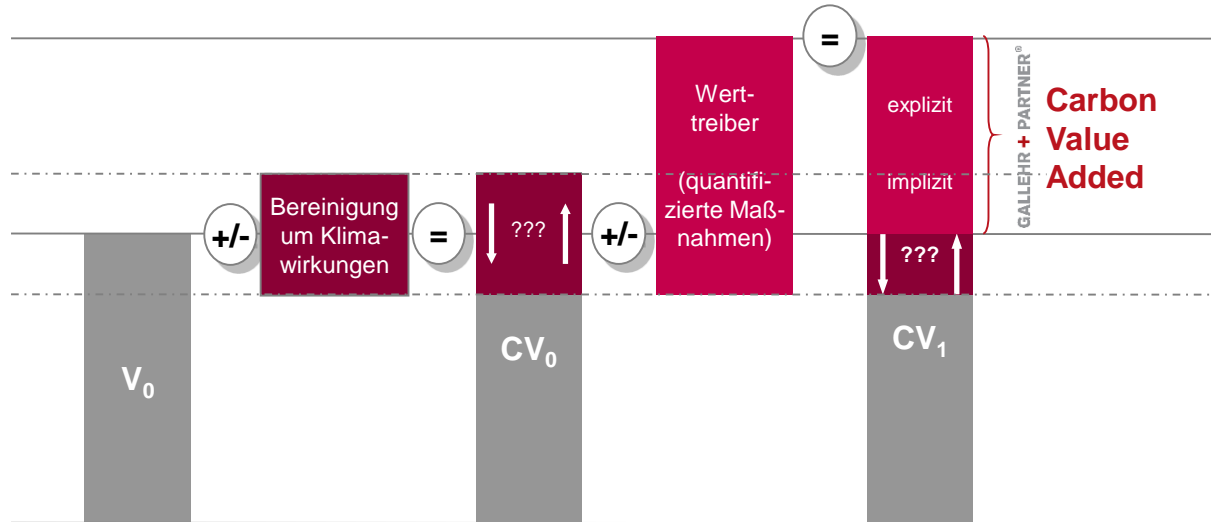 V0
+/-
Bereinigung
um Klima-
wirkungen
=
???
CV0
+/-
Wert-
treiber
(quantifi-
zierte Maß-
nahmen)
=
explizit
implizit
???
CV1
GALLEHR + PARTNER®
Carbon
Value
Added